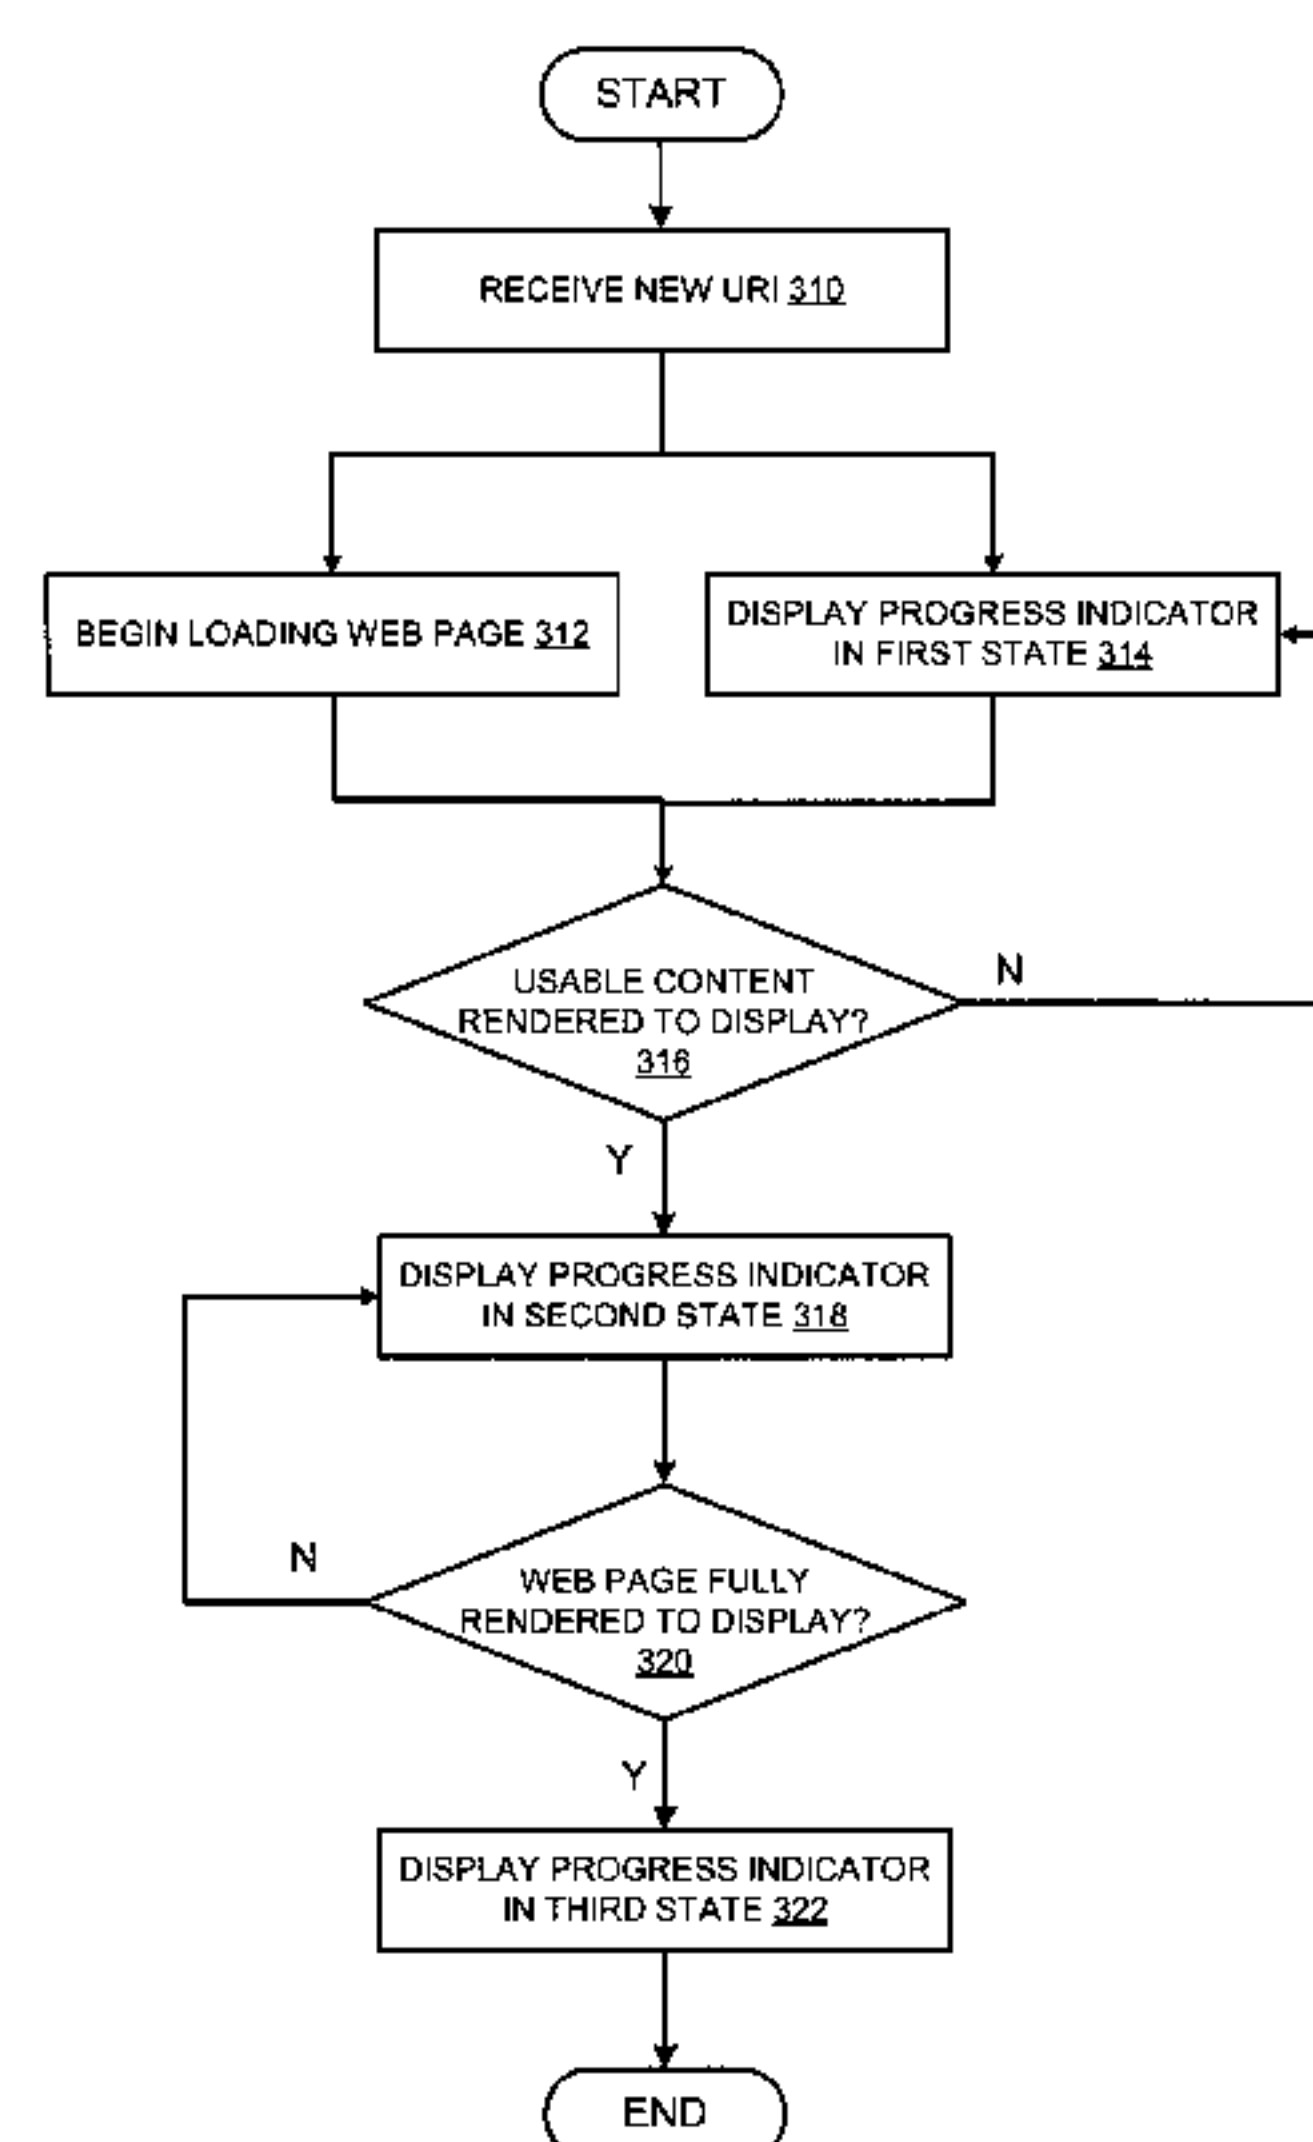 START
RECEIVE NEW URI 310
BEGIN LOADING WEB PAGE 312
DISPLAY PROGRESS INDICATOR
IN FIRST STATE 314
USABLE CONTENT
RENDERED TO DISPLAY?
316
N
Y
DISPLAY PROGRESS INDICATOR
IN SECOND STATE 318
N
WEB PAGE FULLY
RENDERED TO DISPLAY?
320
Y
DISPLAY PROGRESS INDICATOR
IN THIRD STATE 322
END